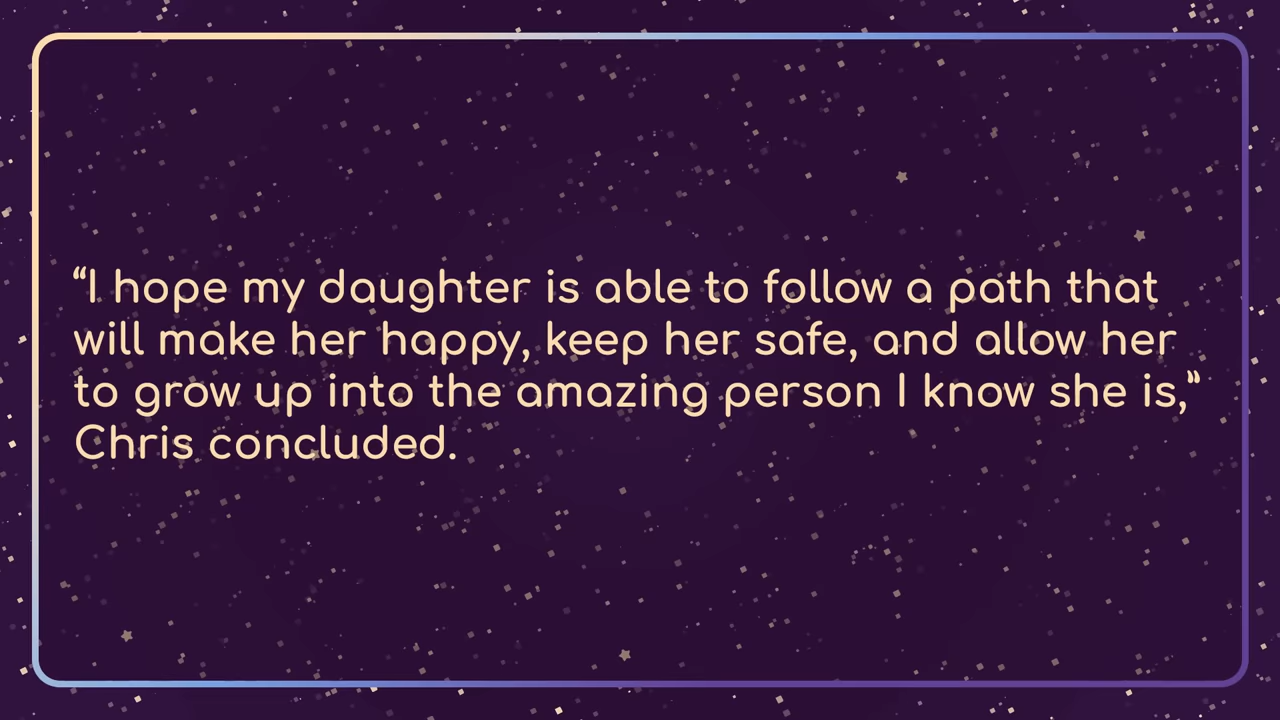 “I hope my daughter is able to follow a path that
will make her happy, keep her safe, and allow her
to grow up into the amazing person I know she is,”
Chris concluded.